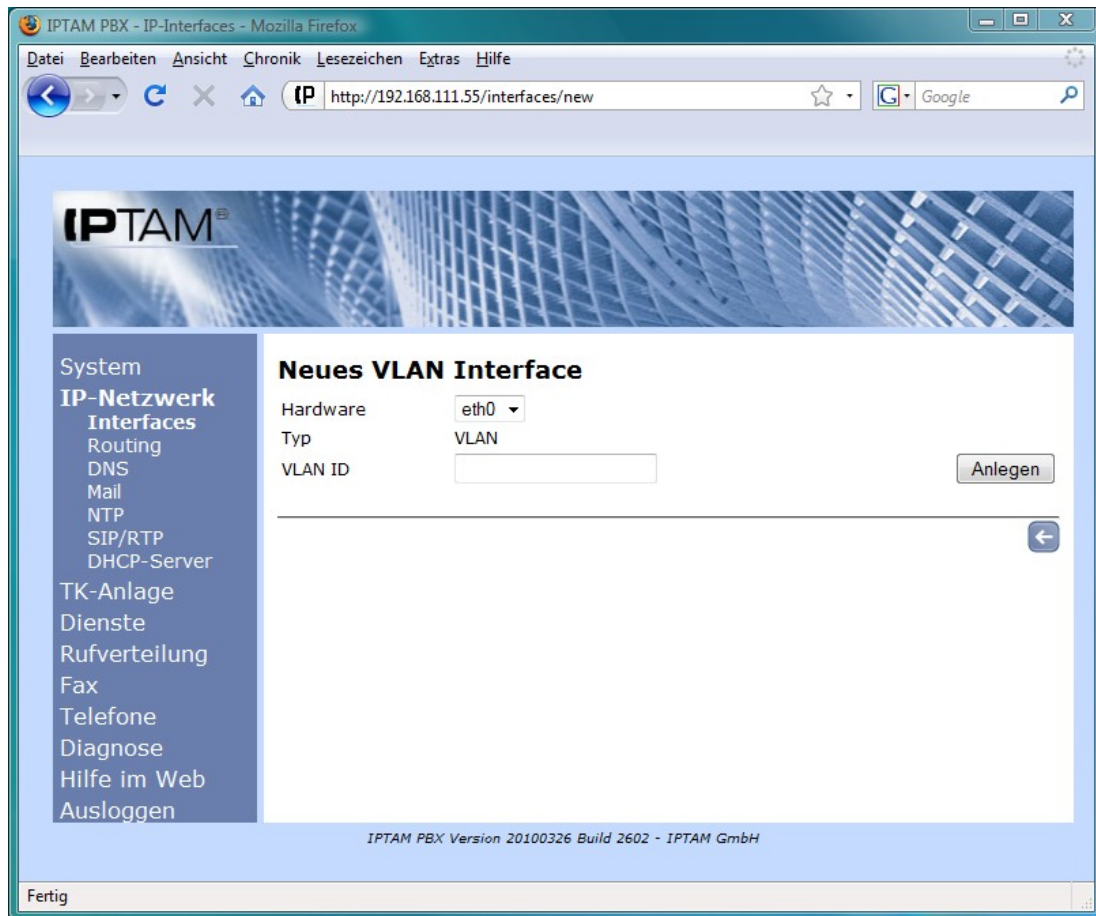 IPTAM PBX - IP-Interfaces - Mozilla Firefox
Datei Bearbeiten Ansicht Chronik Lesezeichen Extras Hilfe
http://192.168.111.55/interfaces/new
Google
IPTAM®
System
IP-Netzwerk
Interfaces
Routing
DNS
Mail
NTP
SIP/RTP
DHCP-Server
TK-Anlage
Dienste
Rufverteilung
Fax
Telefone
Diagnose
Hilfe im Web
Ausloggen
Neues VLAN Interface
Hardware eth0
Typ VLAN
VLAN ID Anlegen
IPTAM PBX Version 20100326 Build 2602 - IPTAM GmbH
Fertig